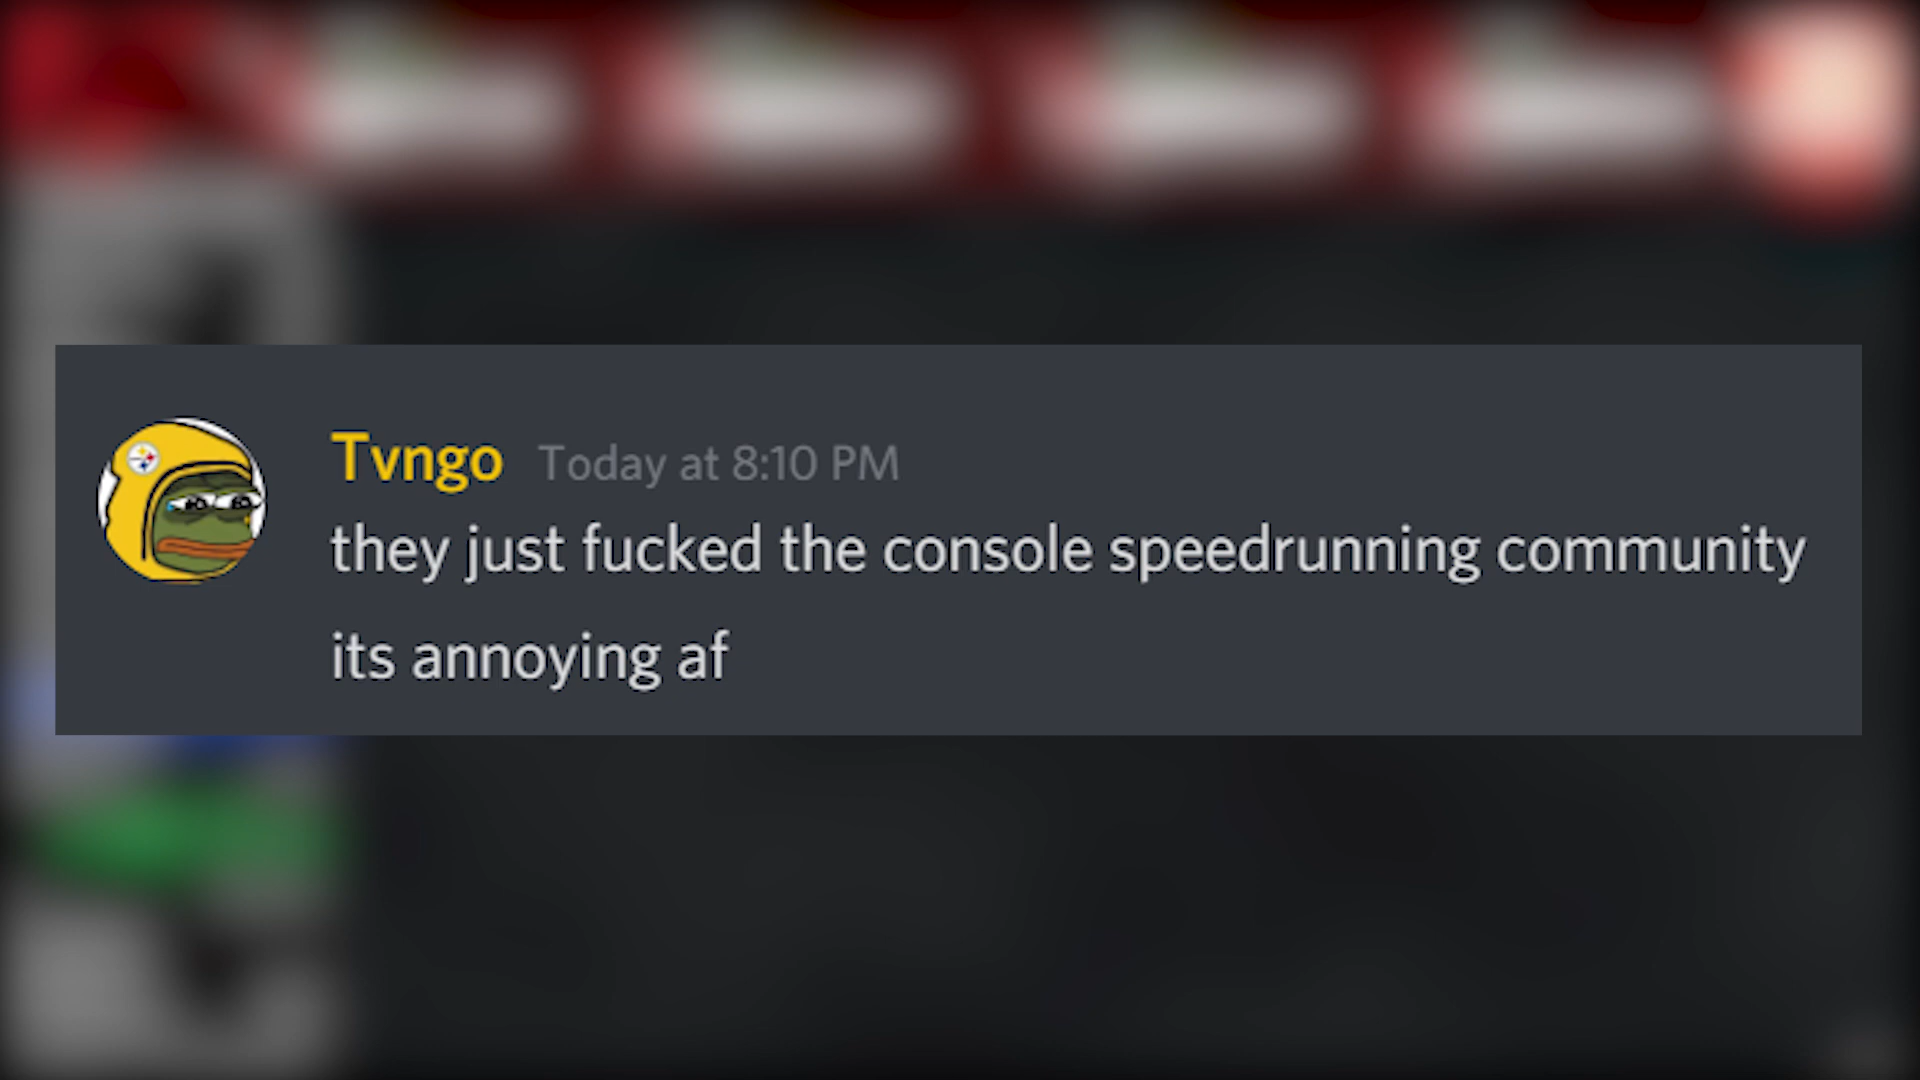 Tvngo Today at 8:10 PM
they just fucked the console speedrunning community
its annoying af